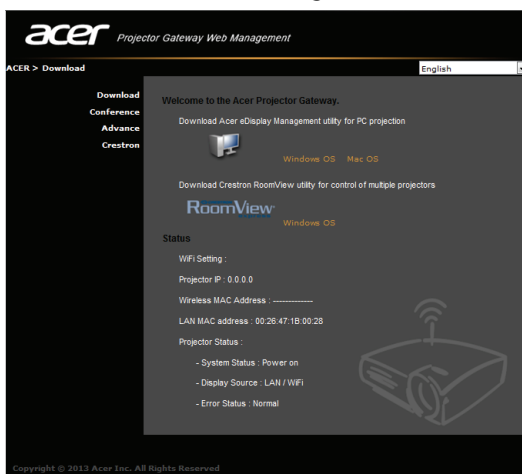 acer Projector Gateway Web Management
ACER > Download
English
Download
Conference
Advance
Crestron
Welcome to the Acer Projector Gateway.
Download Acer eDisplay Management utility for PC projection
Windows OS Mac OS
Download Crestron RoomView utility for control of multiple projectors
RoomView
Windows OS
Status
WiFi Setting :
Projector IP : 0.0.0.0
Wireless MAC Address : -------------
LAN MAC address : 00:26:47:1B:00:28
Projector Status :
- System Status : Power on
- Display Source : LAN / WiFi
- Error Status : Normal
Copyright © 2013 Acer Inc. All Rights Reserved